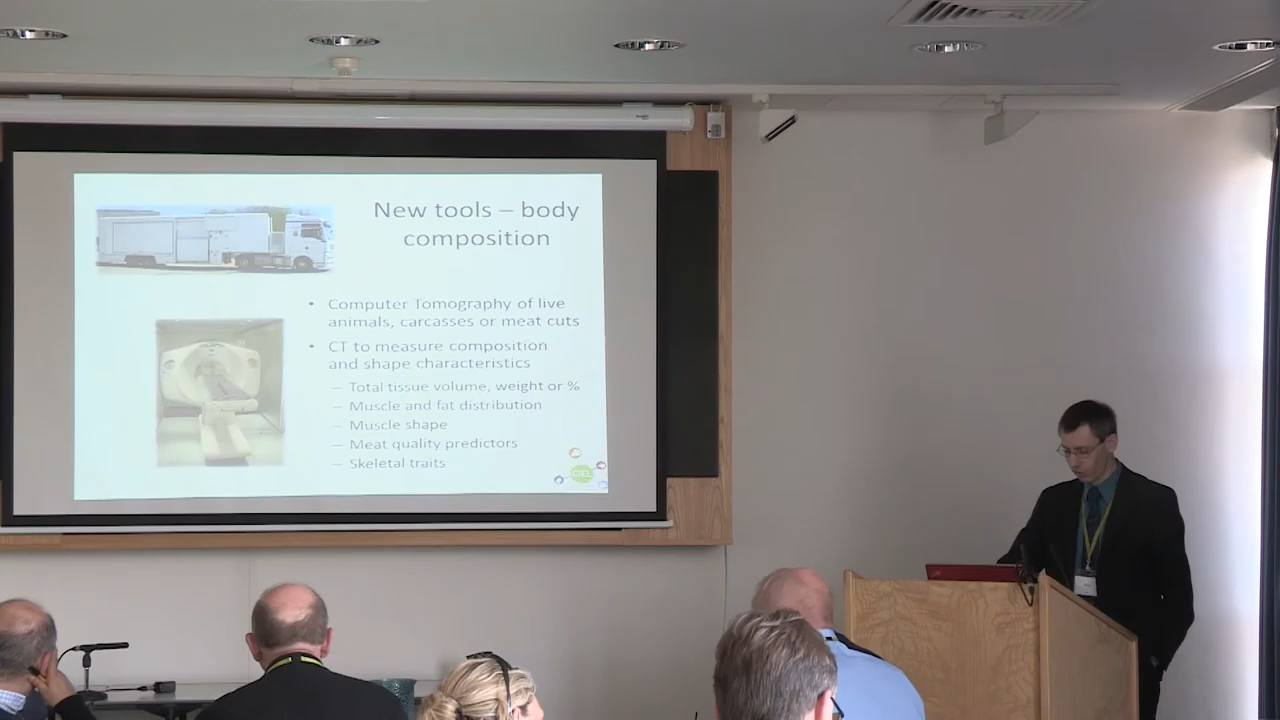 New tools – body
composition
• Computer Tomography of live
animals, carcasses or meat cuts
• CT to measure composition
and shape characteristics
– Total tissue volume, weight or %
– Muscle and fat distribution
– Muscle shape
– Meat quality predictors
– Skeletal traits
CIEL